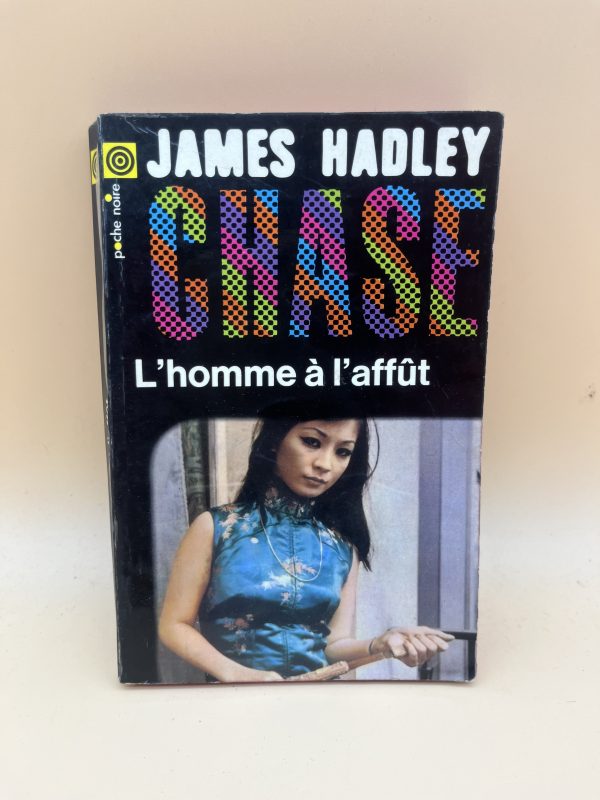 JAMES HADLEY
CHASE
L'homme à l'affût
poche noire